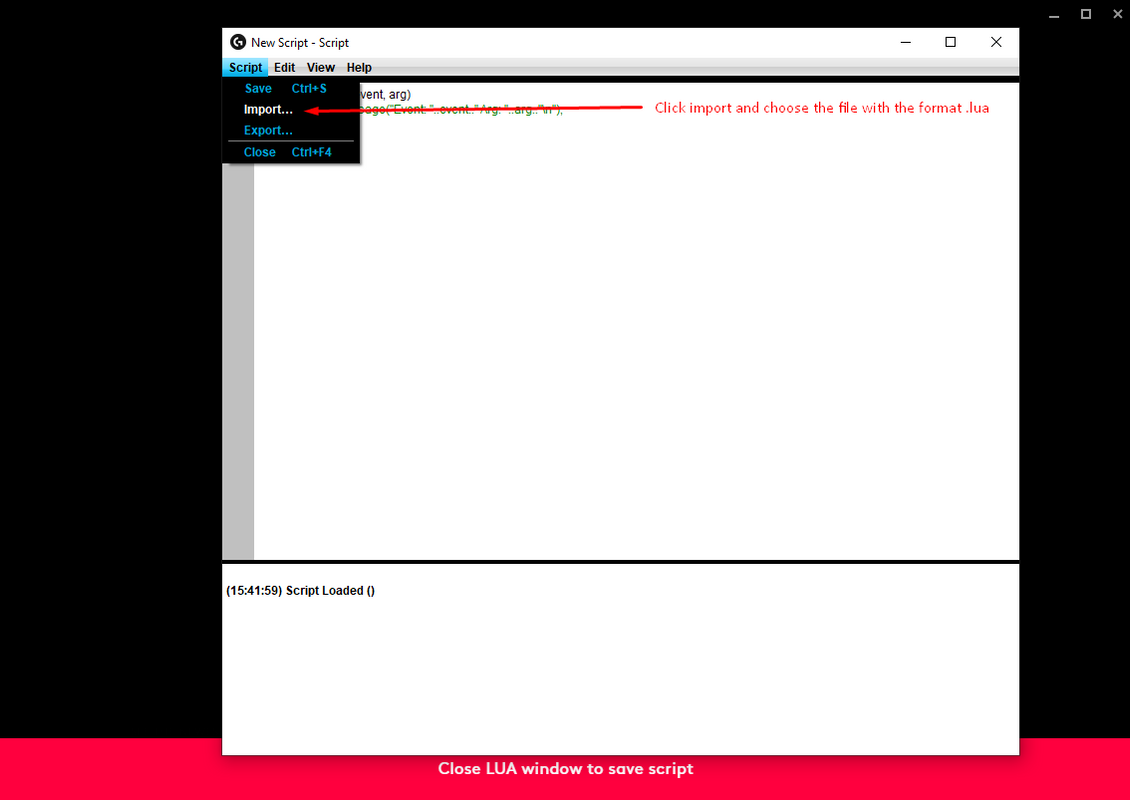 New Script - Script
Script Edit View Help
Save Ctrl+S
vent, arg)
Import...
age("Event: "..event.." Arg: "..arg.."\n");
Click import and choose the file with the format .lua
Export...
Close Ctrl+F4
(15:41:59) Script Loaded ()
Close LUA window to save script